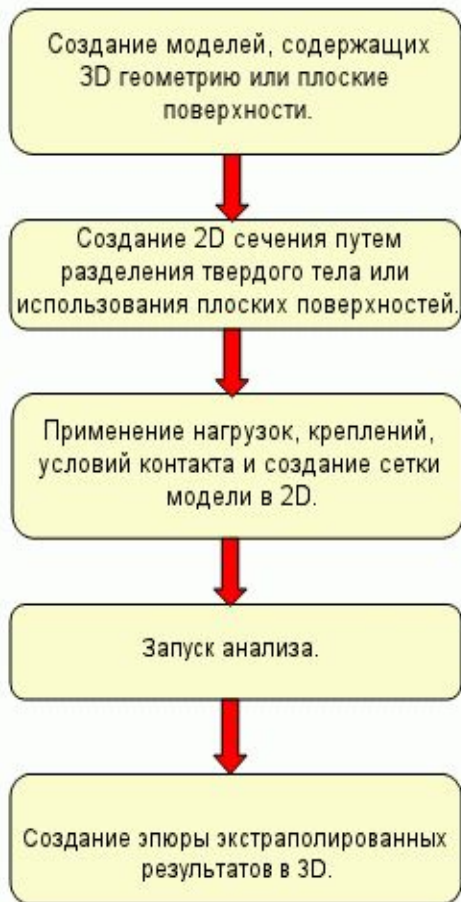 Создание моделей, содержащих
3D геометрию или плоские
поверхности.
Создание 2D сечения путем
разделения твердого тела или
использования плоских поверхностей.
Применение нагрузок, креплений,
условий контакта и создание сетки
модели в 2D.
Запуск анализа.
Создание эпюры экстраполированных
результатов в 3D.